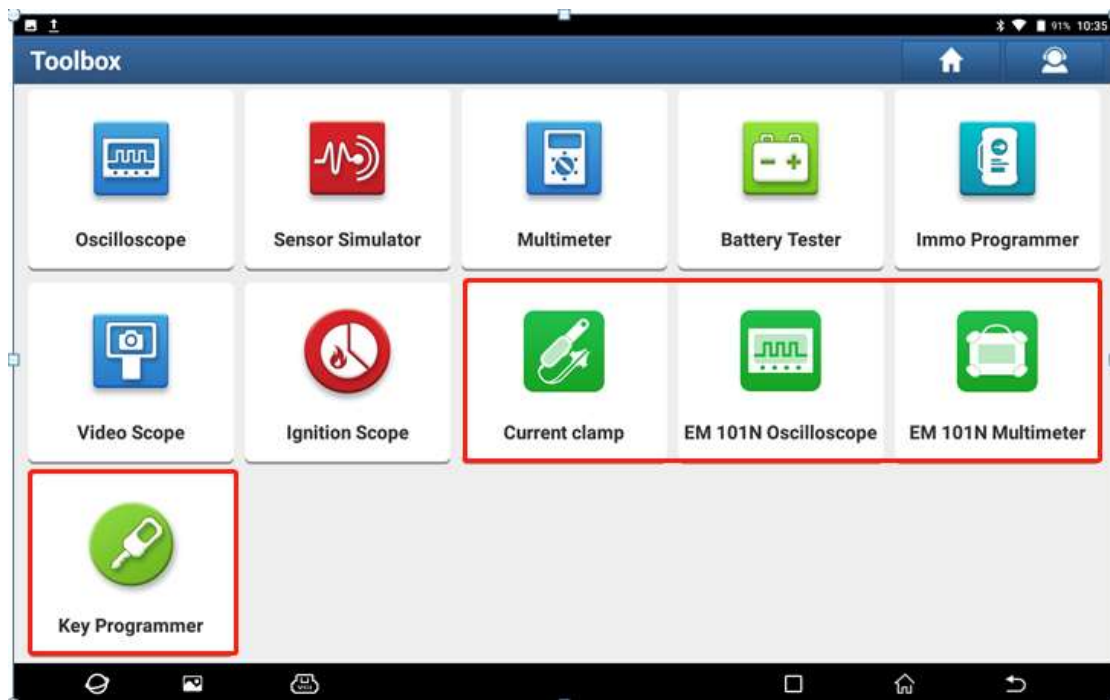 91% 10:35
Toolbox
Oscilloscope
Sensor Simulator
Multimeter
Battery Tester
Immo Programmer
Video Scope
Ignition Scope
Current clamp
EM 101N Oscilloscope
EM 101N Multimeter
Key Programmer